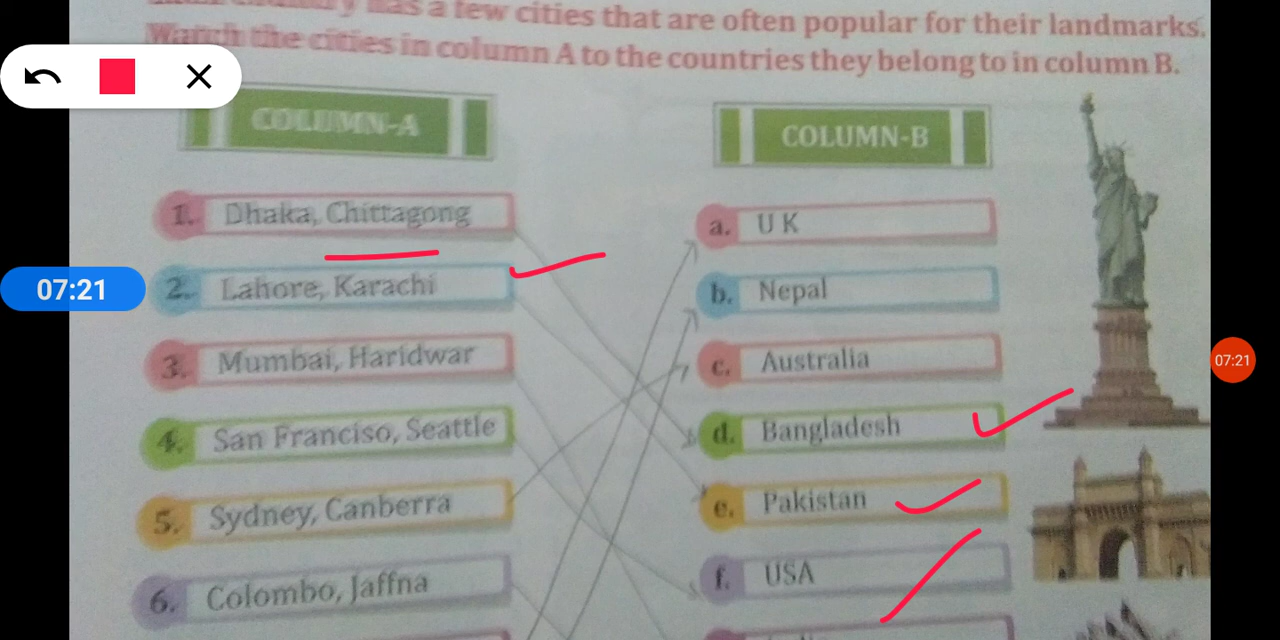 has a few cities that are often popular for their landmarks.
the cities in column A to the countries they belong to in column B.
COLUMN-A
COLUMN-B
1. Dhaka, Chittagong
a. U K
07:21
2. Lahore, Karachi
b. Nepal
3. Mumbai, Haridwar
c. Australia
07:21
4. San Franciso, Seattle
d. Bangladesh
5. Sydney, Canberra
e. Pakistan
6. Colombo, Jaffna
f. USA